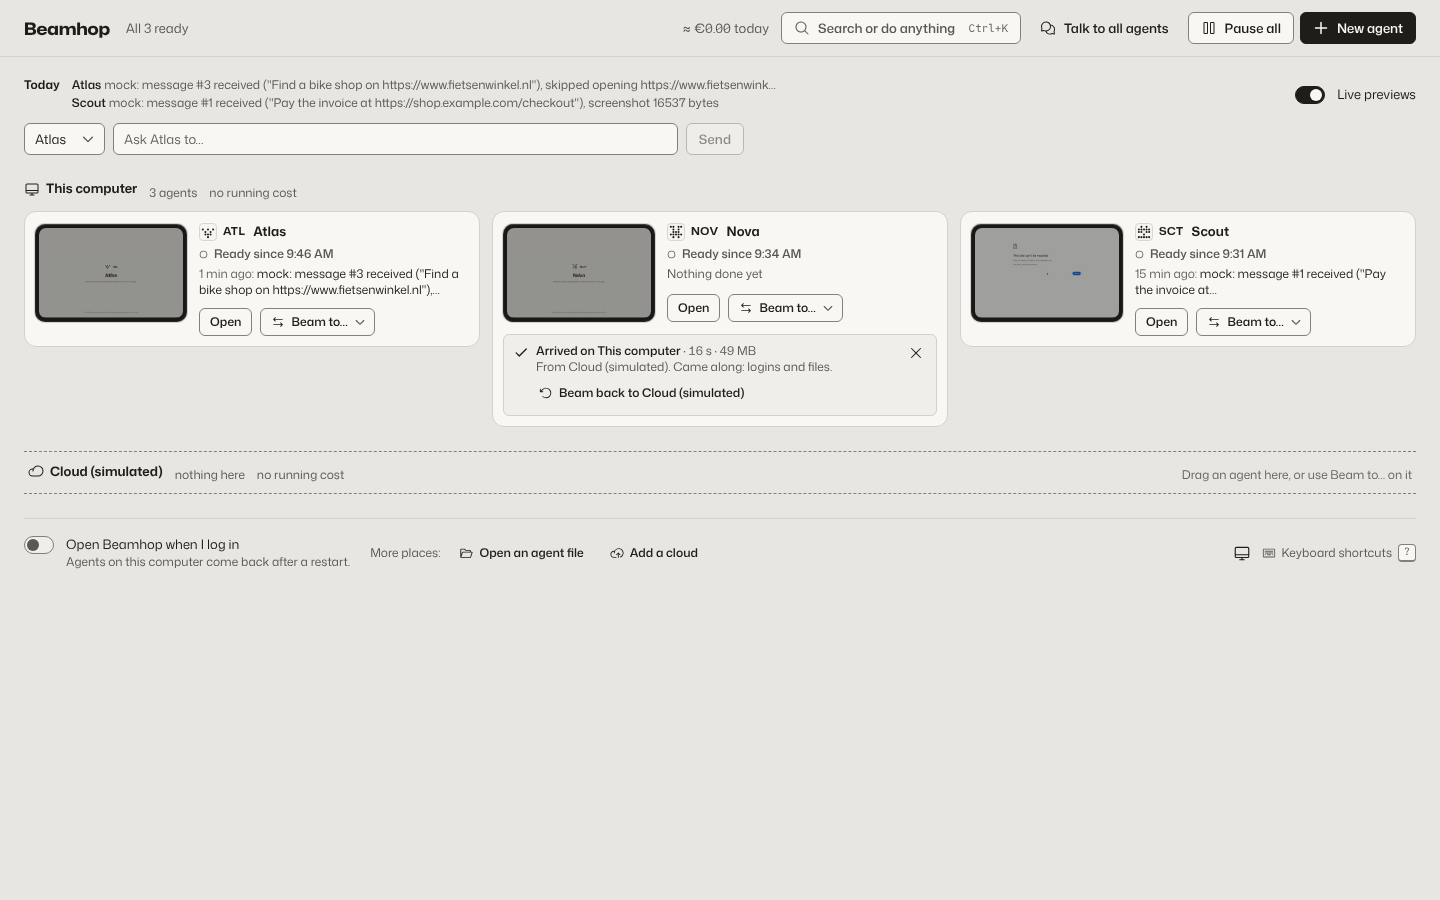 Beamhop All 3 ready ≈ €0.00 today Search or do anything Ctrl+K Talk to all agents Pause all New agent
Today Atlas mock: message #3 received ("Find a bike shop on https://www.fietsenwinkel.nl"), skipped opening https://www.fietsenwink...
Scout mock: message #1 received ("Pay the invoice at https://shop.example.com/checkout"), screenshot 16537 bytes
Live previews
Atlas Ask Atlas to... Send
This computer 3 agents no running cost
ATL Atlas
Ready since 9:46 AM
1 min ago: mock: message #3 received ("Find a
bike shop on https://www.fietsenwinkel.nl"),...
Open Beam to...
NOV Nova
Ready since 9:34 AM
Nothing done yet
Open Beam to...
Arrived on This computer · 16 s · 49 MB
From Cloud (simulated). Came along: logins and files.
Beam back to Cloud (simulated)
SCT Scout
Ready since 9:31 AM
15 min ago: mock: message #1 received ("Pay
the invoice at...
Open Beam to...
Cloud (simulated) nothing here no running cost Drag an agent here, or use Beam to... on it
Open Beamhop when I log in
Agents on this computer come back after a restart.
More places: Open an agent file Add a cloud
Keyboard shortcuts ?
Atlas
Nova